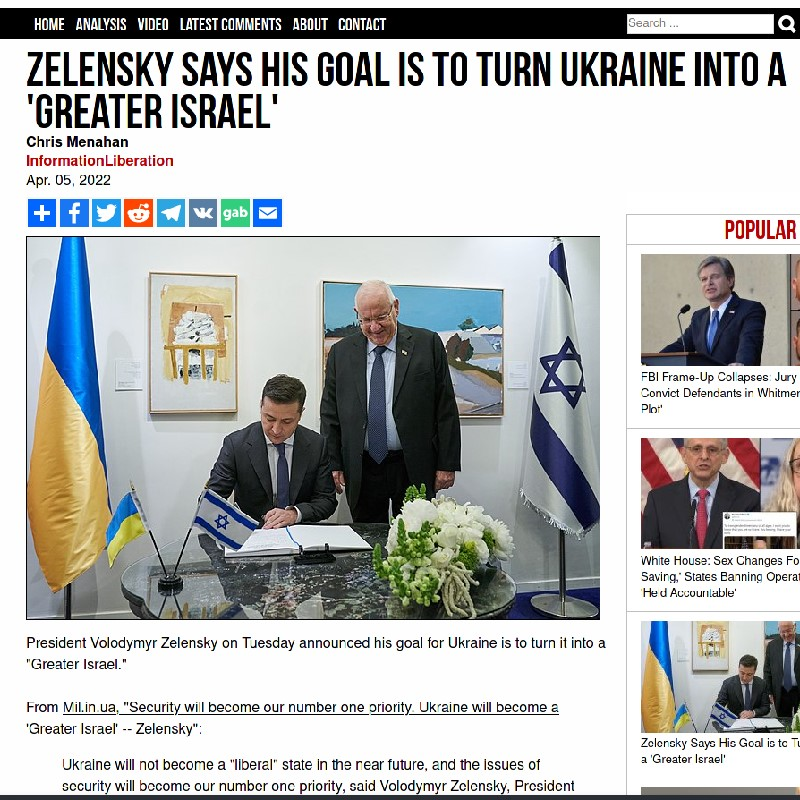 HOME ANALYSIS VIDEO LATEST COMMENTS ABOUT CONTACT
Search ...
ZELENSKY SAYS HIS GOAL IS TO TURN UKRAINE INTO A
'GREATER ISRAEL'
Chris Menahan
InformationLiberation
Apr. 05, 2022
gab
President Volodymyr Zelensky on Tuesday announced his goal for Ukraine is to turn it into a
"Greater Israel."
From Mil.in.ua, "Security will become our number one priority. Ukraine will become a
'Greater Israel' -- Zelensky":
Ukraine will not become a "liberal" state in the near future, and the issues of
security will become our number one priority, said Volodymyr Zelensky, President
POPULAR
FBI Frame-Up Collapses: Jury
Convict Defendants in Whitmer
Plot'
White House: Sex Changes Fo
Saving,' States Banning Operat
'Held Accountable'
Zelensky Says His Goal is to Tu
a 'Greater Israel'